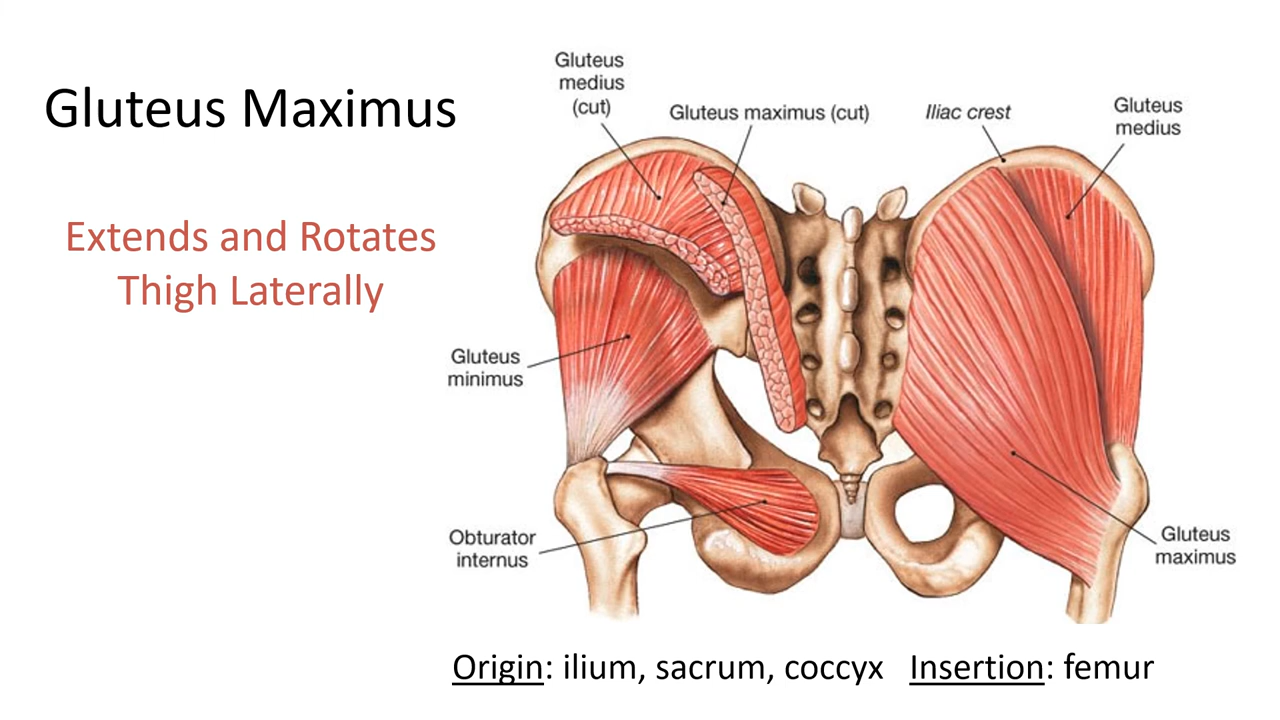 Gluteus Maximus
Extends and Rotates
Thigh Laterally
Gluteus
medius
(cut)
Gluteus maximus (cut)
Iliac crest
Gluteus
medius
Gluteus
minimus
Obturator
internus
Gluteus
maximus
Origin: ilium, sacrum, coccyx   Insertion: femur